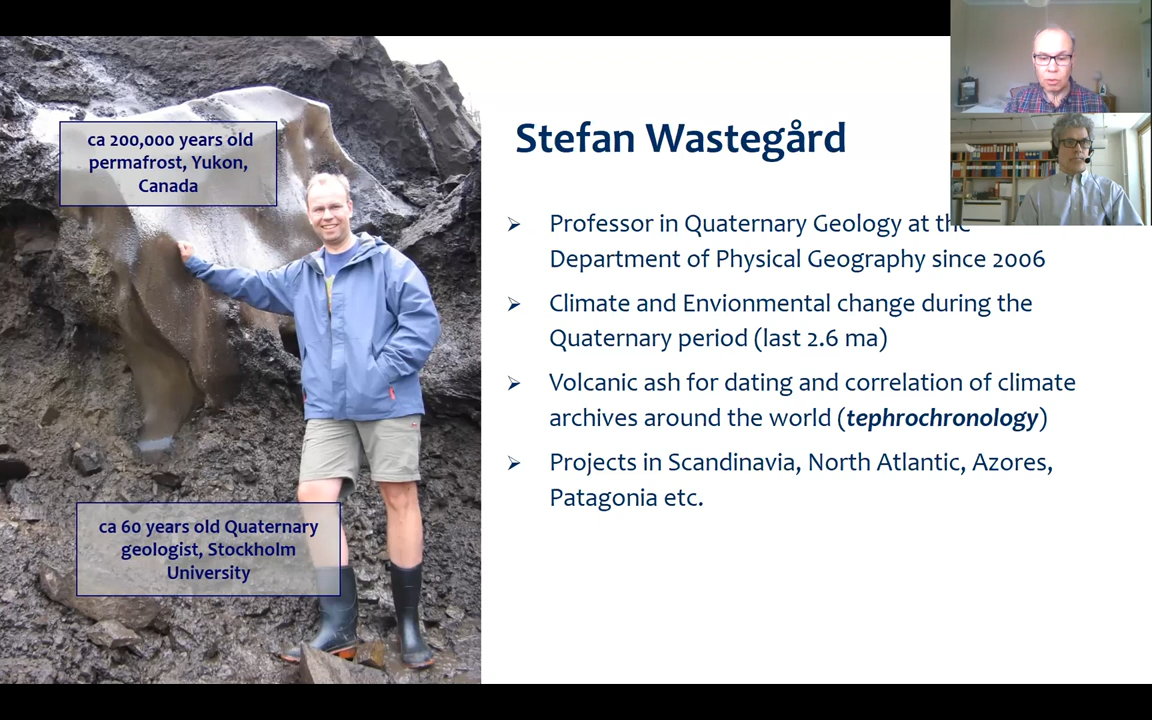 ca 200,000 years old
permafrost, Yukon,
Canada
ca 60 years old Quaternary
geologist, Stockholm
University
Stefan Wastegård
➢ Professor in Quaternary Geology at the
Department of Physical Geography since 2006
➢ Climate and Envionmental change during the
Quaternary period (last 2.6 ma)
➢ Volcanic ash for dating and correlation of climate
archives around the world (tephrochronology)
➢ Projects in Scandinavia, North Atlantic, Azores,
Patagonia etc.